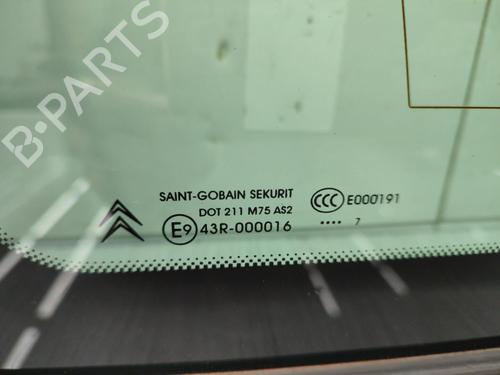 B-PARTS
SAINT-GOBAIN SEKURIT
DOT 211 M75 AS2
E9 43R-000016
CCC E000191
.... 7